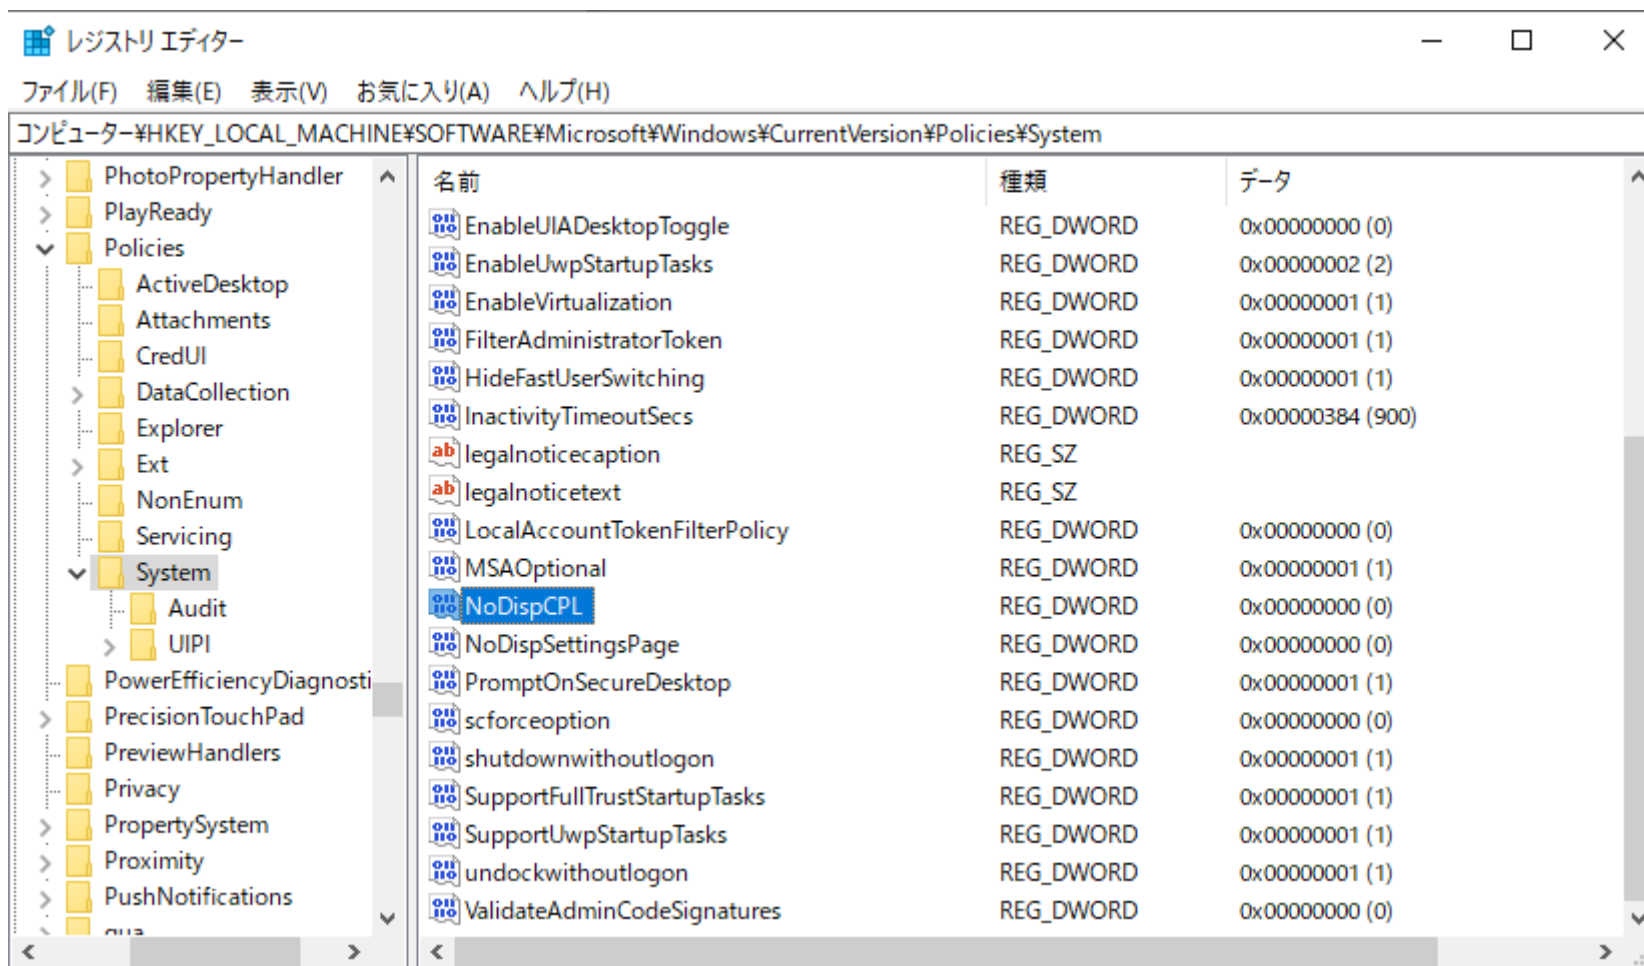 レジストリ エディター
ファイル(F) 編集(E) 表示(V) お気に入り(A) ヘルプ(H)
コンピューター¥HKEY_LOCAL_MACHINE¥SOFTWARE¥Microsoft¥Windows¥CurrentVersion¥Policies¥System
PhotoPropertyHandler
PlayReady
Policies
ActiveDesktop
Attachments
CredUI
DataCollection
Explorer
Ext
NonEnum
Servicing
System
Audit
UIPI
PowerEfficiencyDiagnosti
PrecisionTouchPad
PreviewHandlers
Privacy
PropertySystem
Proximity
PushNotifications
名前 種類 データ
EnableUIADesktopToggle REG_DWORD 0x00000000 (0)
EnableUwpStartupTasks REG_DWORD 0x00000002 (2)
EnableVirtualization REG_DWORD 0x00000001 (1)
FilterAdministratorToken REG_DWORD 0x00000001 (1)
HideFastUserSwitching REG_DWORD 0x00000001 (1)
InactivityTimeoutSecs REG_DWORD 0x00000384 (900)
legalnoticecaption REG_SZ
legalnoticetext REG_SZ
LocalAccountTokenFilterPolicy REG_DWORD 0x00000000 (0)
MSAOptional REG_DWORD 0x00000001 (1)
NoDispCPL REG_DWORD 0x00000000 (0)
NoDispSettingsPage REG_DWORD 0x00000000 (0)
PromptOnSecureDesktop REG_DWORD 0x00000001 (1)
scforceoption REG_DWORD 0x00000000 (0)
shutdownwithoutlogon REG_DWORD 0x00000001 (1)
SupportFullTrustStartupTasks REG_DWORD 0x00000001 (1)
SupportUwpStartupTasks REG_DWORD 0x00000001 (1)
undockwithoutlogon REG_DWORD 0x00000001 (1)
ValidateAdminCodeSignatures REG_DWORD 0x00000000 (0)